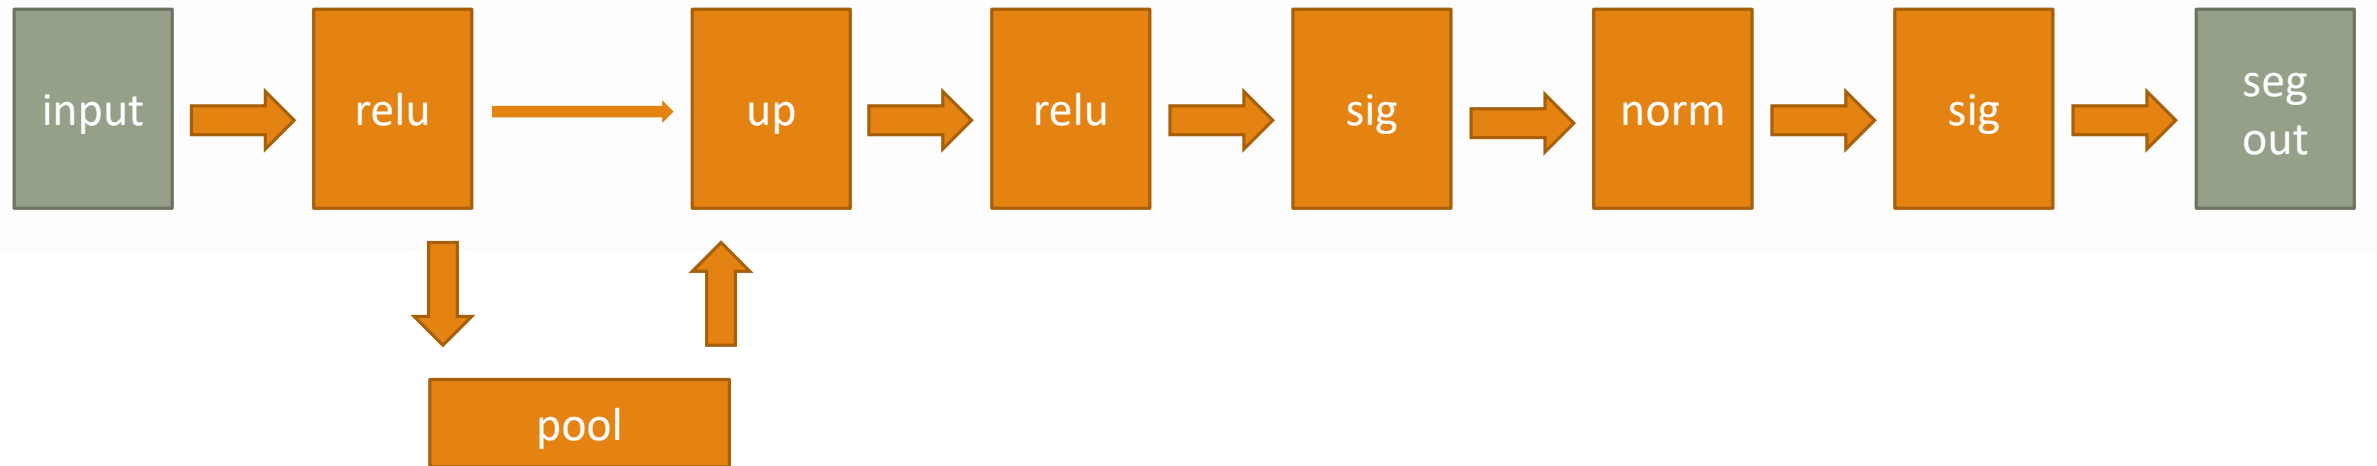 input
relu
up
relu
sig
norm
sig
seg
out
pool